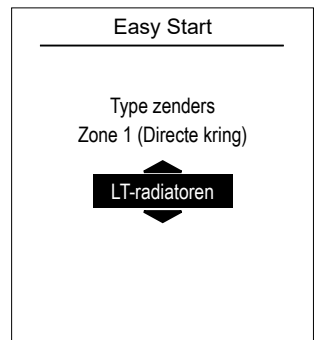 Easy Start
Type zenders
Zone 1 (Directe kring)
LT-radiatoren